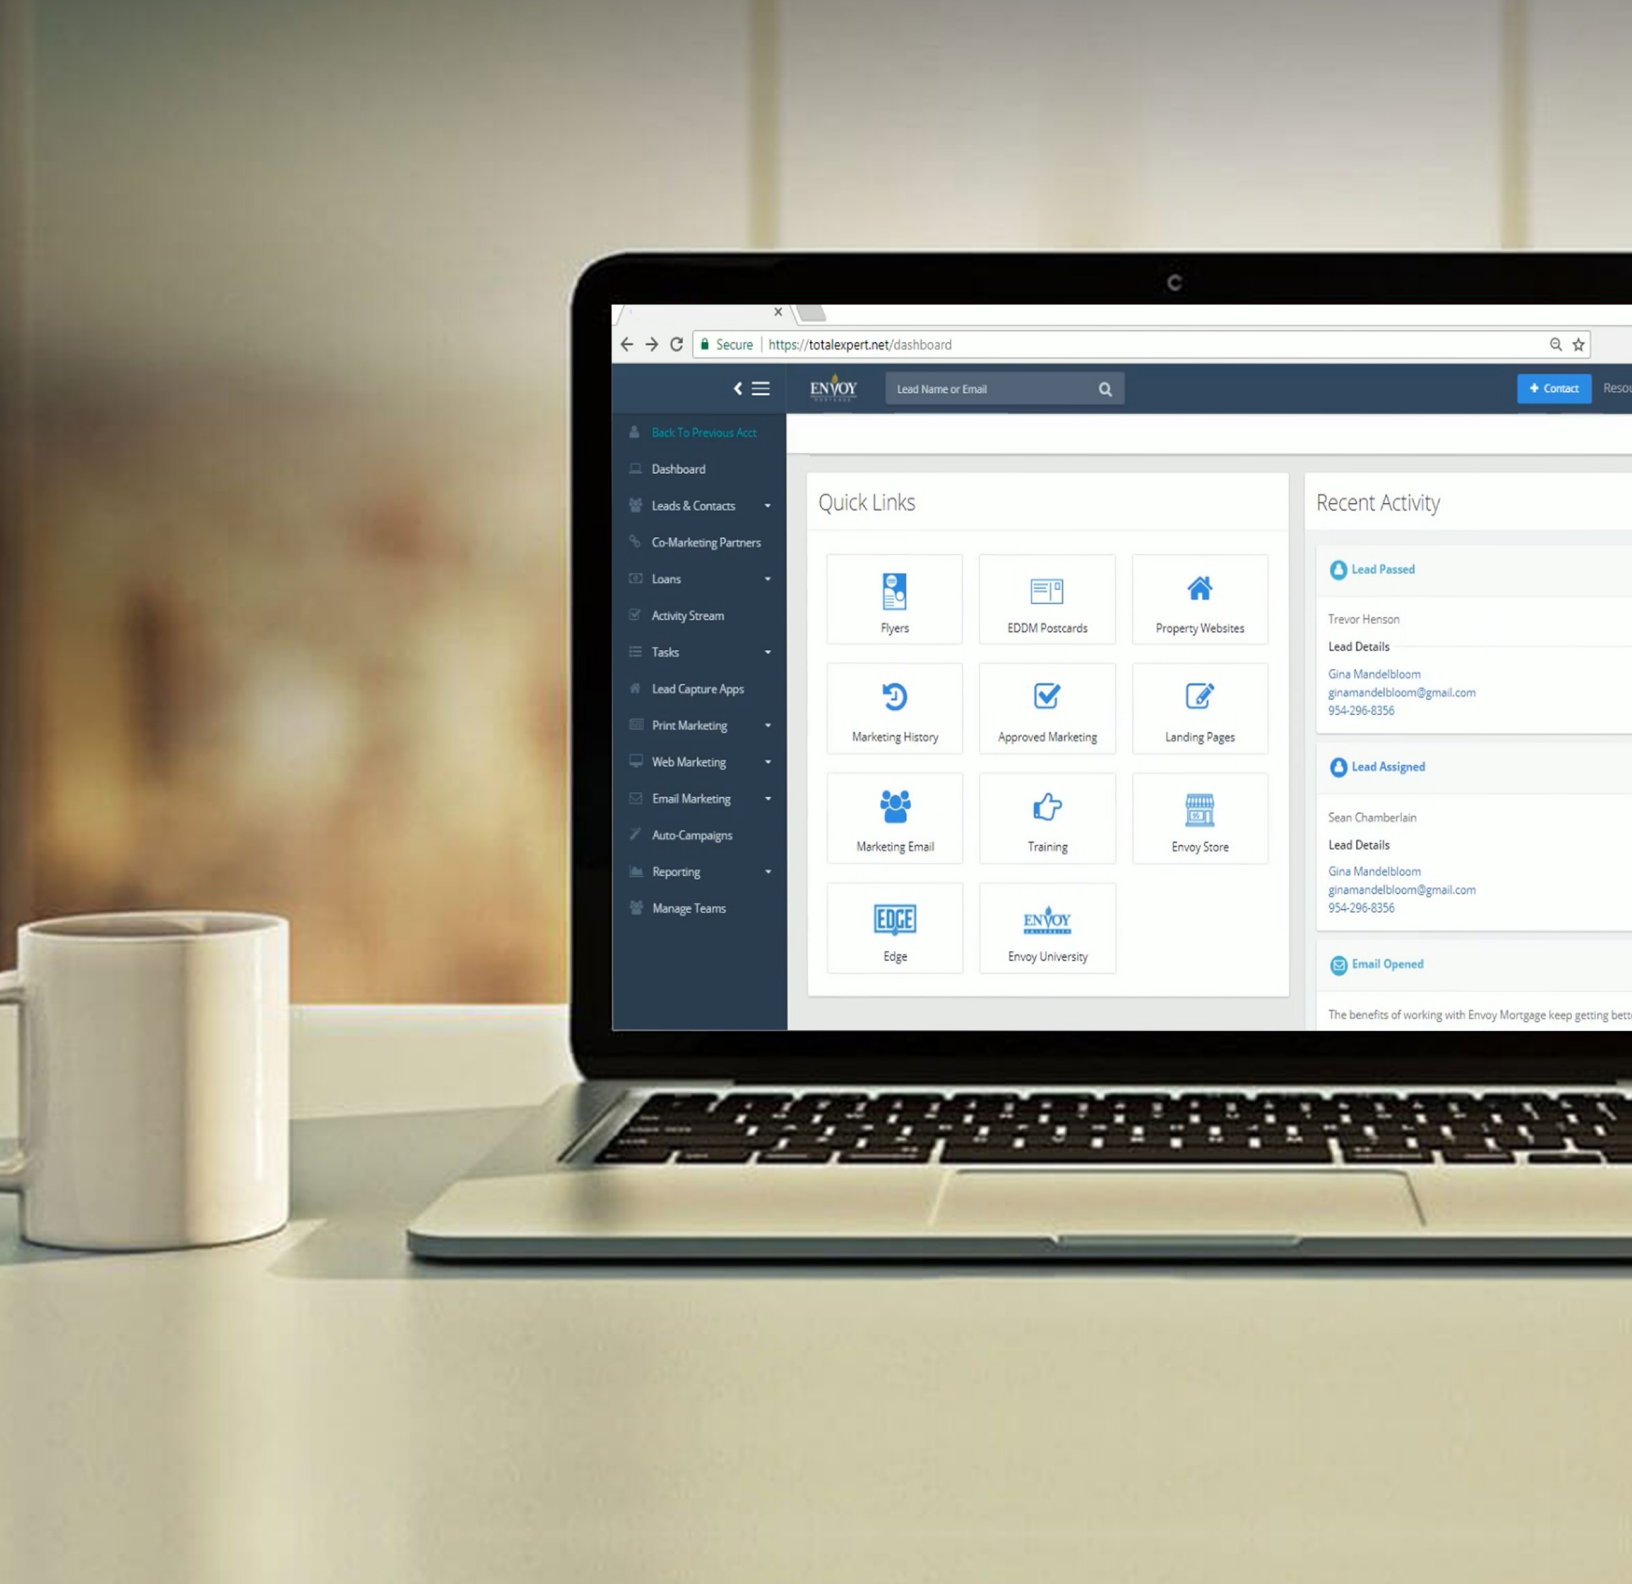 x
Secure | https://totalexpert.net/dashboard
ENVOY
MORTGAGE
Lead Name or Email
+ Contact
Back To Previous Acct
Dashboard
Leads & Contacts
Co-Marketing Partners
Loans
Activity Stream
Tasks
Lead Capture Apps
Print Marketing
Web Marketing
Email Marketing
Auto-Campaigns
Reporting
Manage Teams
Quick Links
Flyers
EDDM Postcards
Property Websites
Marketing History
Approved Marketing
Landing Pages
Marketing Email
Training
Envoy Store
EDGE
Edge
ENVOY
UNIVERSITY
Envoy University
Recent Activity
Lead Passed
Trevor Henson
Lead Details
Gina Mandelbloom
ginamandelbloom@gmail.com
954-296-8356
Lead Assigned
Sean Chamberlain
Lead Details
Gina Mandelbloom
ginamandelbloom@gmail.com
954-296-8356
Email Opened
The benefits of working with Envoy Mortgage keep getting